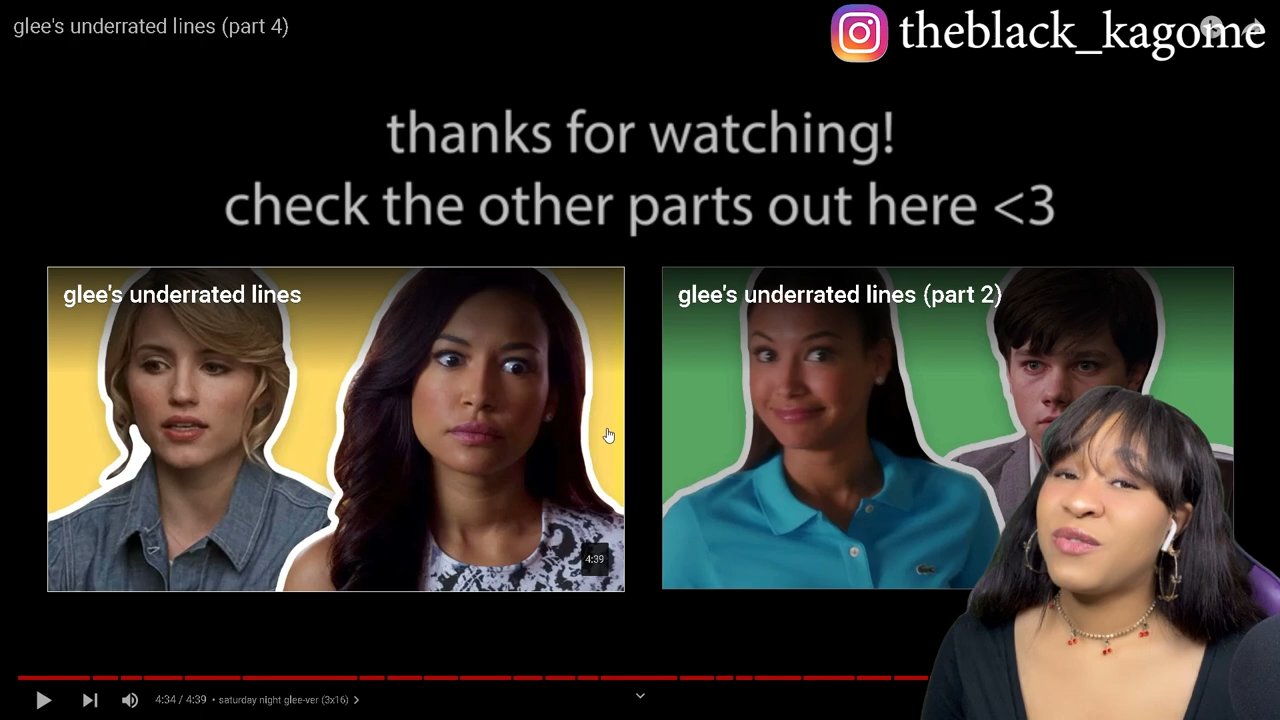 glee's underrated lines (part 4)
theblack_kagome
thanks for watching!
check the other parts out here <3
glee's underrated lines
glee's underrated lines (part 2)
4:39
4:34 / 4:39 • saturday night glee-ver (3x16)